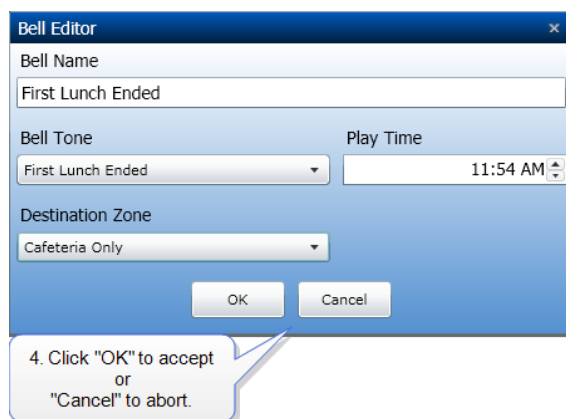 Bell Editor ×
Bell Name
First Lunch Ended
Bell Tone Play Time
First Lunch Ended 11:54 AM
Destination Zone
Cafeteria Only
OK Cancel
4. Click "OK" to accept
or
"Cancel" to abort.